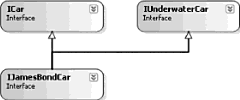 ICar
Interface
IUnderwaterCar
Interface
IJamesBondCar
Interface